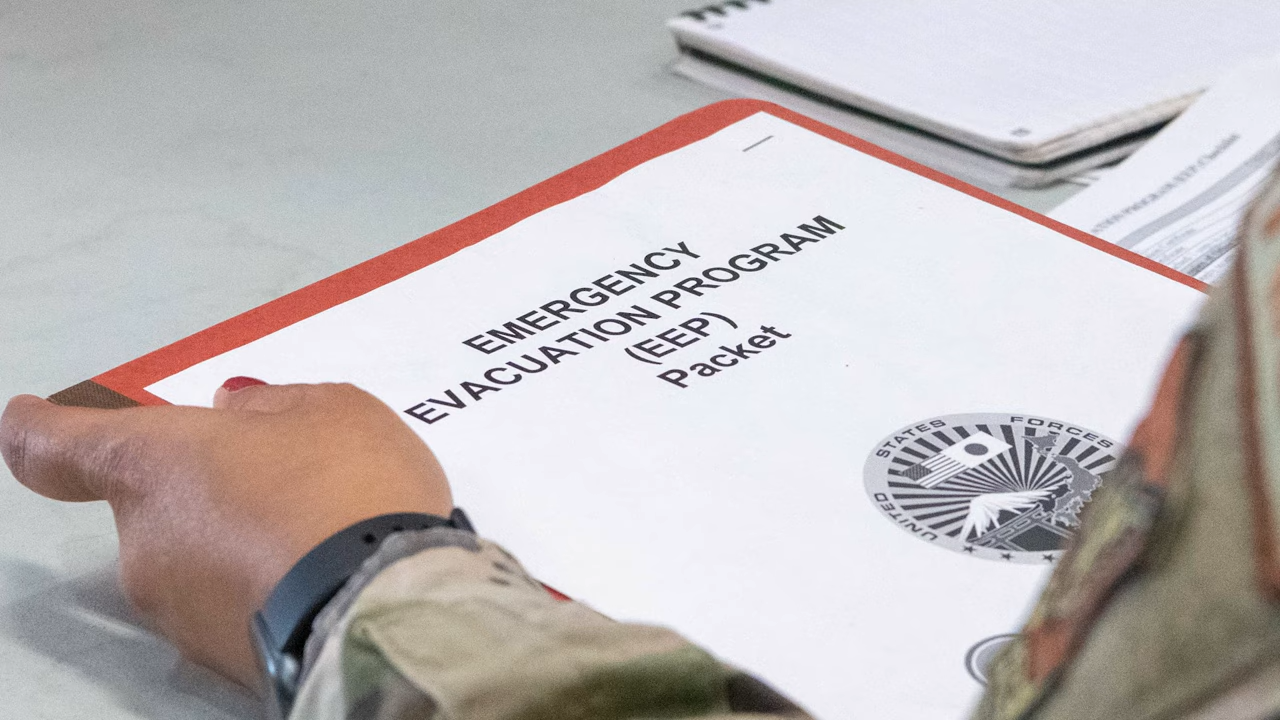 EMERGENCY
EVACUATION PROGRAM
(EEP)
Packet
UNITED STATES FORCES